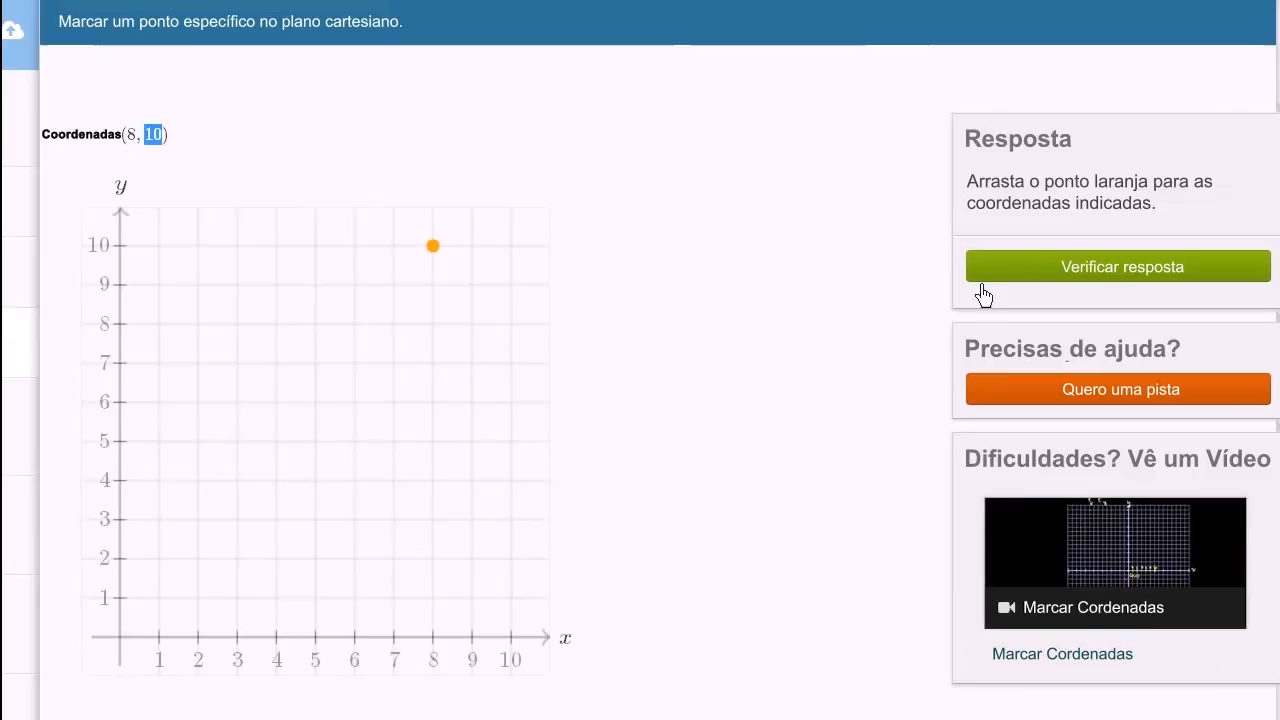 Marcar um ponto específico no plano cartesiano.
Coordenadas(8, 10)
y
10
9
8
7
6
5
4
3
2
1
x
1 2 3 4 5 6 7 8 9 10
Resposta
Arrasta o ponto laranja para as
coordenadas indicadas.
Verificar resposta
Precisas de ajuda?
Quero uma pista
Dificuldades? Vê um Vídeo
Marcar Cordenadas
Marcar Cordenadas